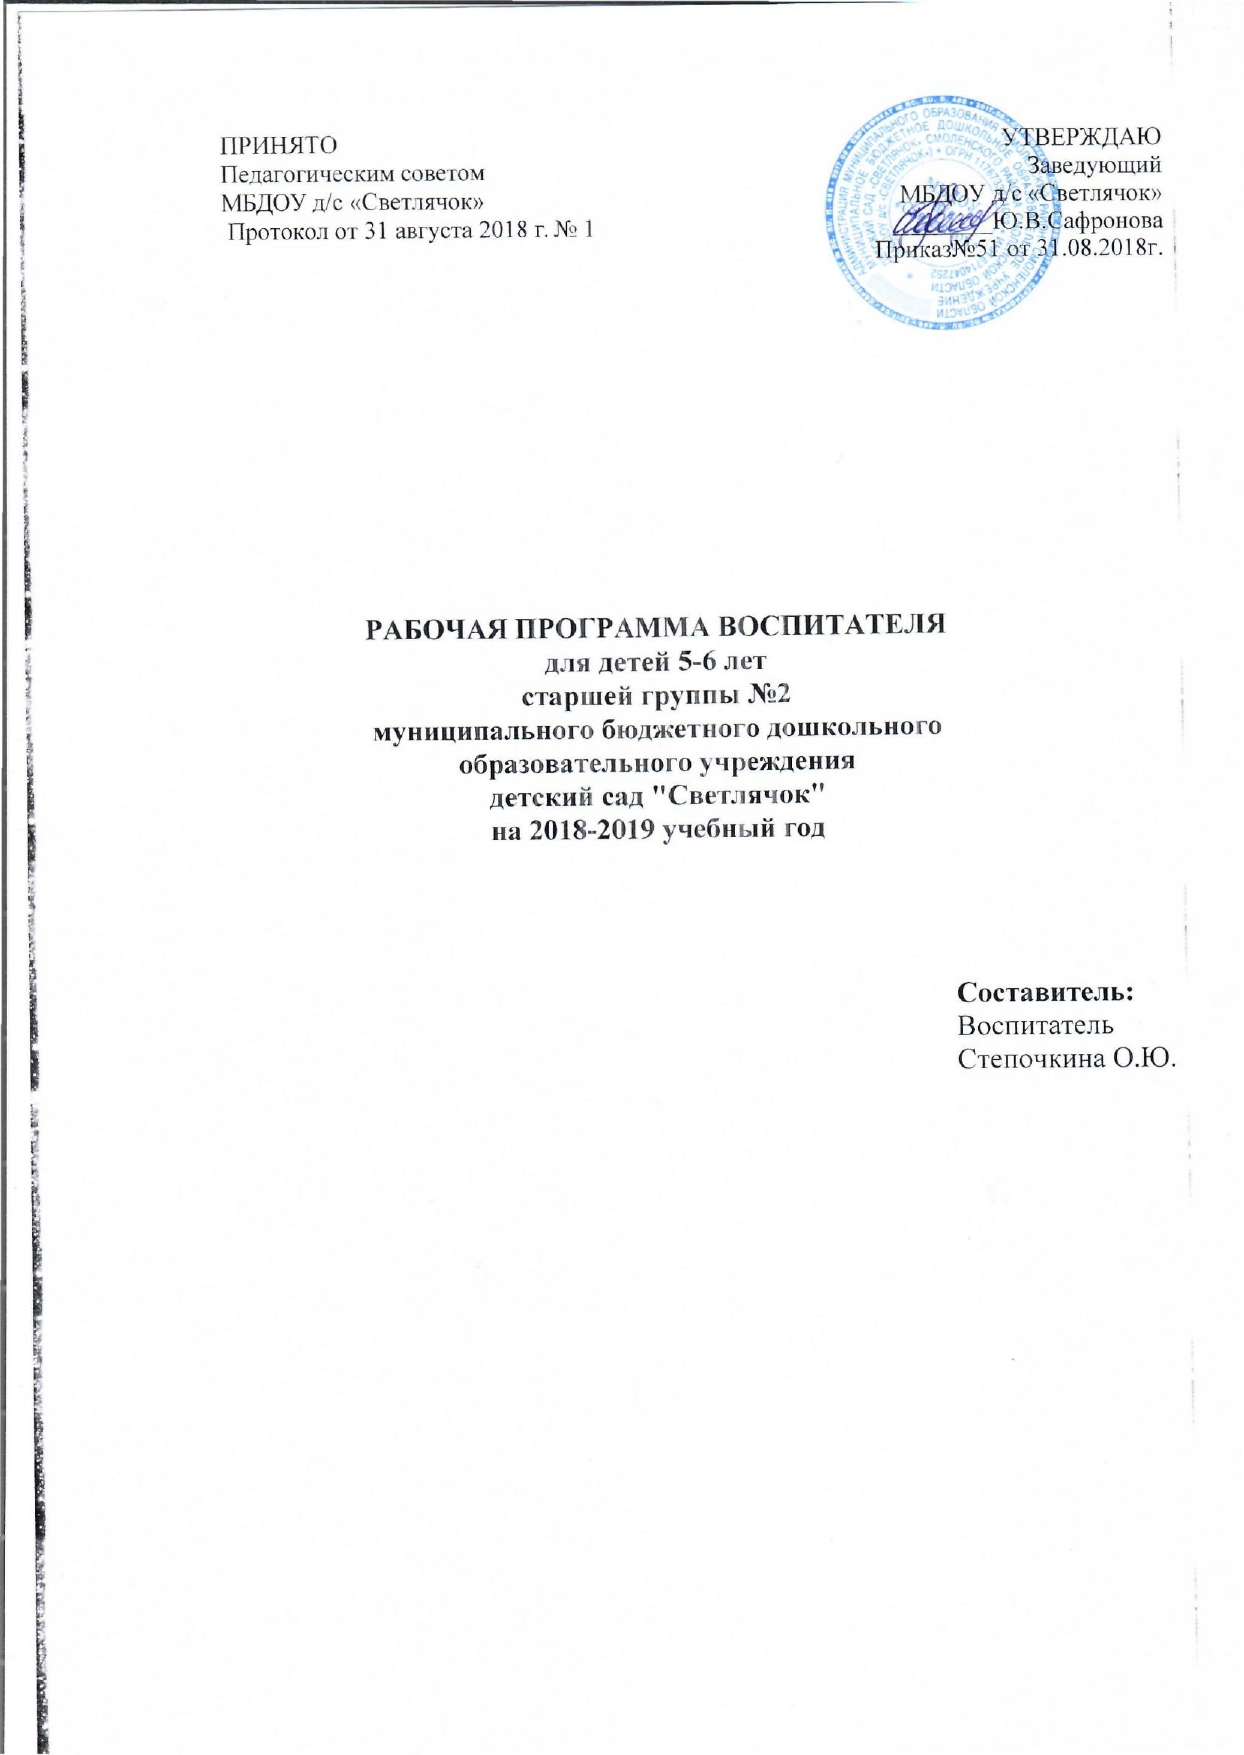 ПРИНЯТО
Педагогическим советом
МБДОУ д/с «Светлячок»
Протокол от 31 августа 2018 г. № 1
УТВЕРЖДАЮ
Заведующий
МБДОУ д/с «Светлячок»
Ю.В.Сафронова
Приказ№51 от 31.08.2018г.
РАБОЧАЯ ПРОГРАММА ВОСПИТАТЕЛЯ
для детей 5-6 лет
старшей группы №2
муниципального бюджетного дошкольного
образовательного учреждения
детский сад "Светлячок"
на 2018-2019 учебный год
Составитель:
Воспитатель
Степочкина О.Ю.